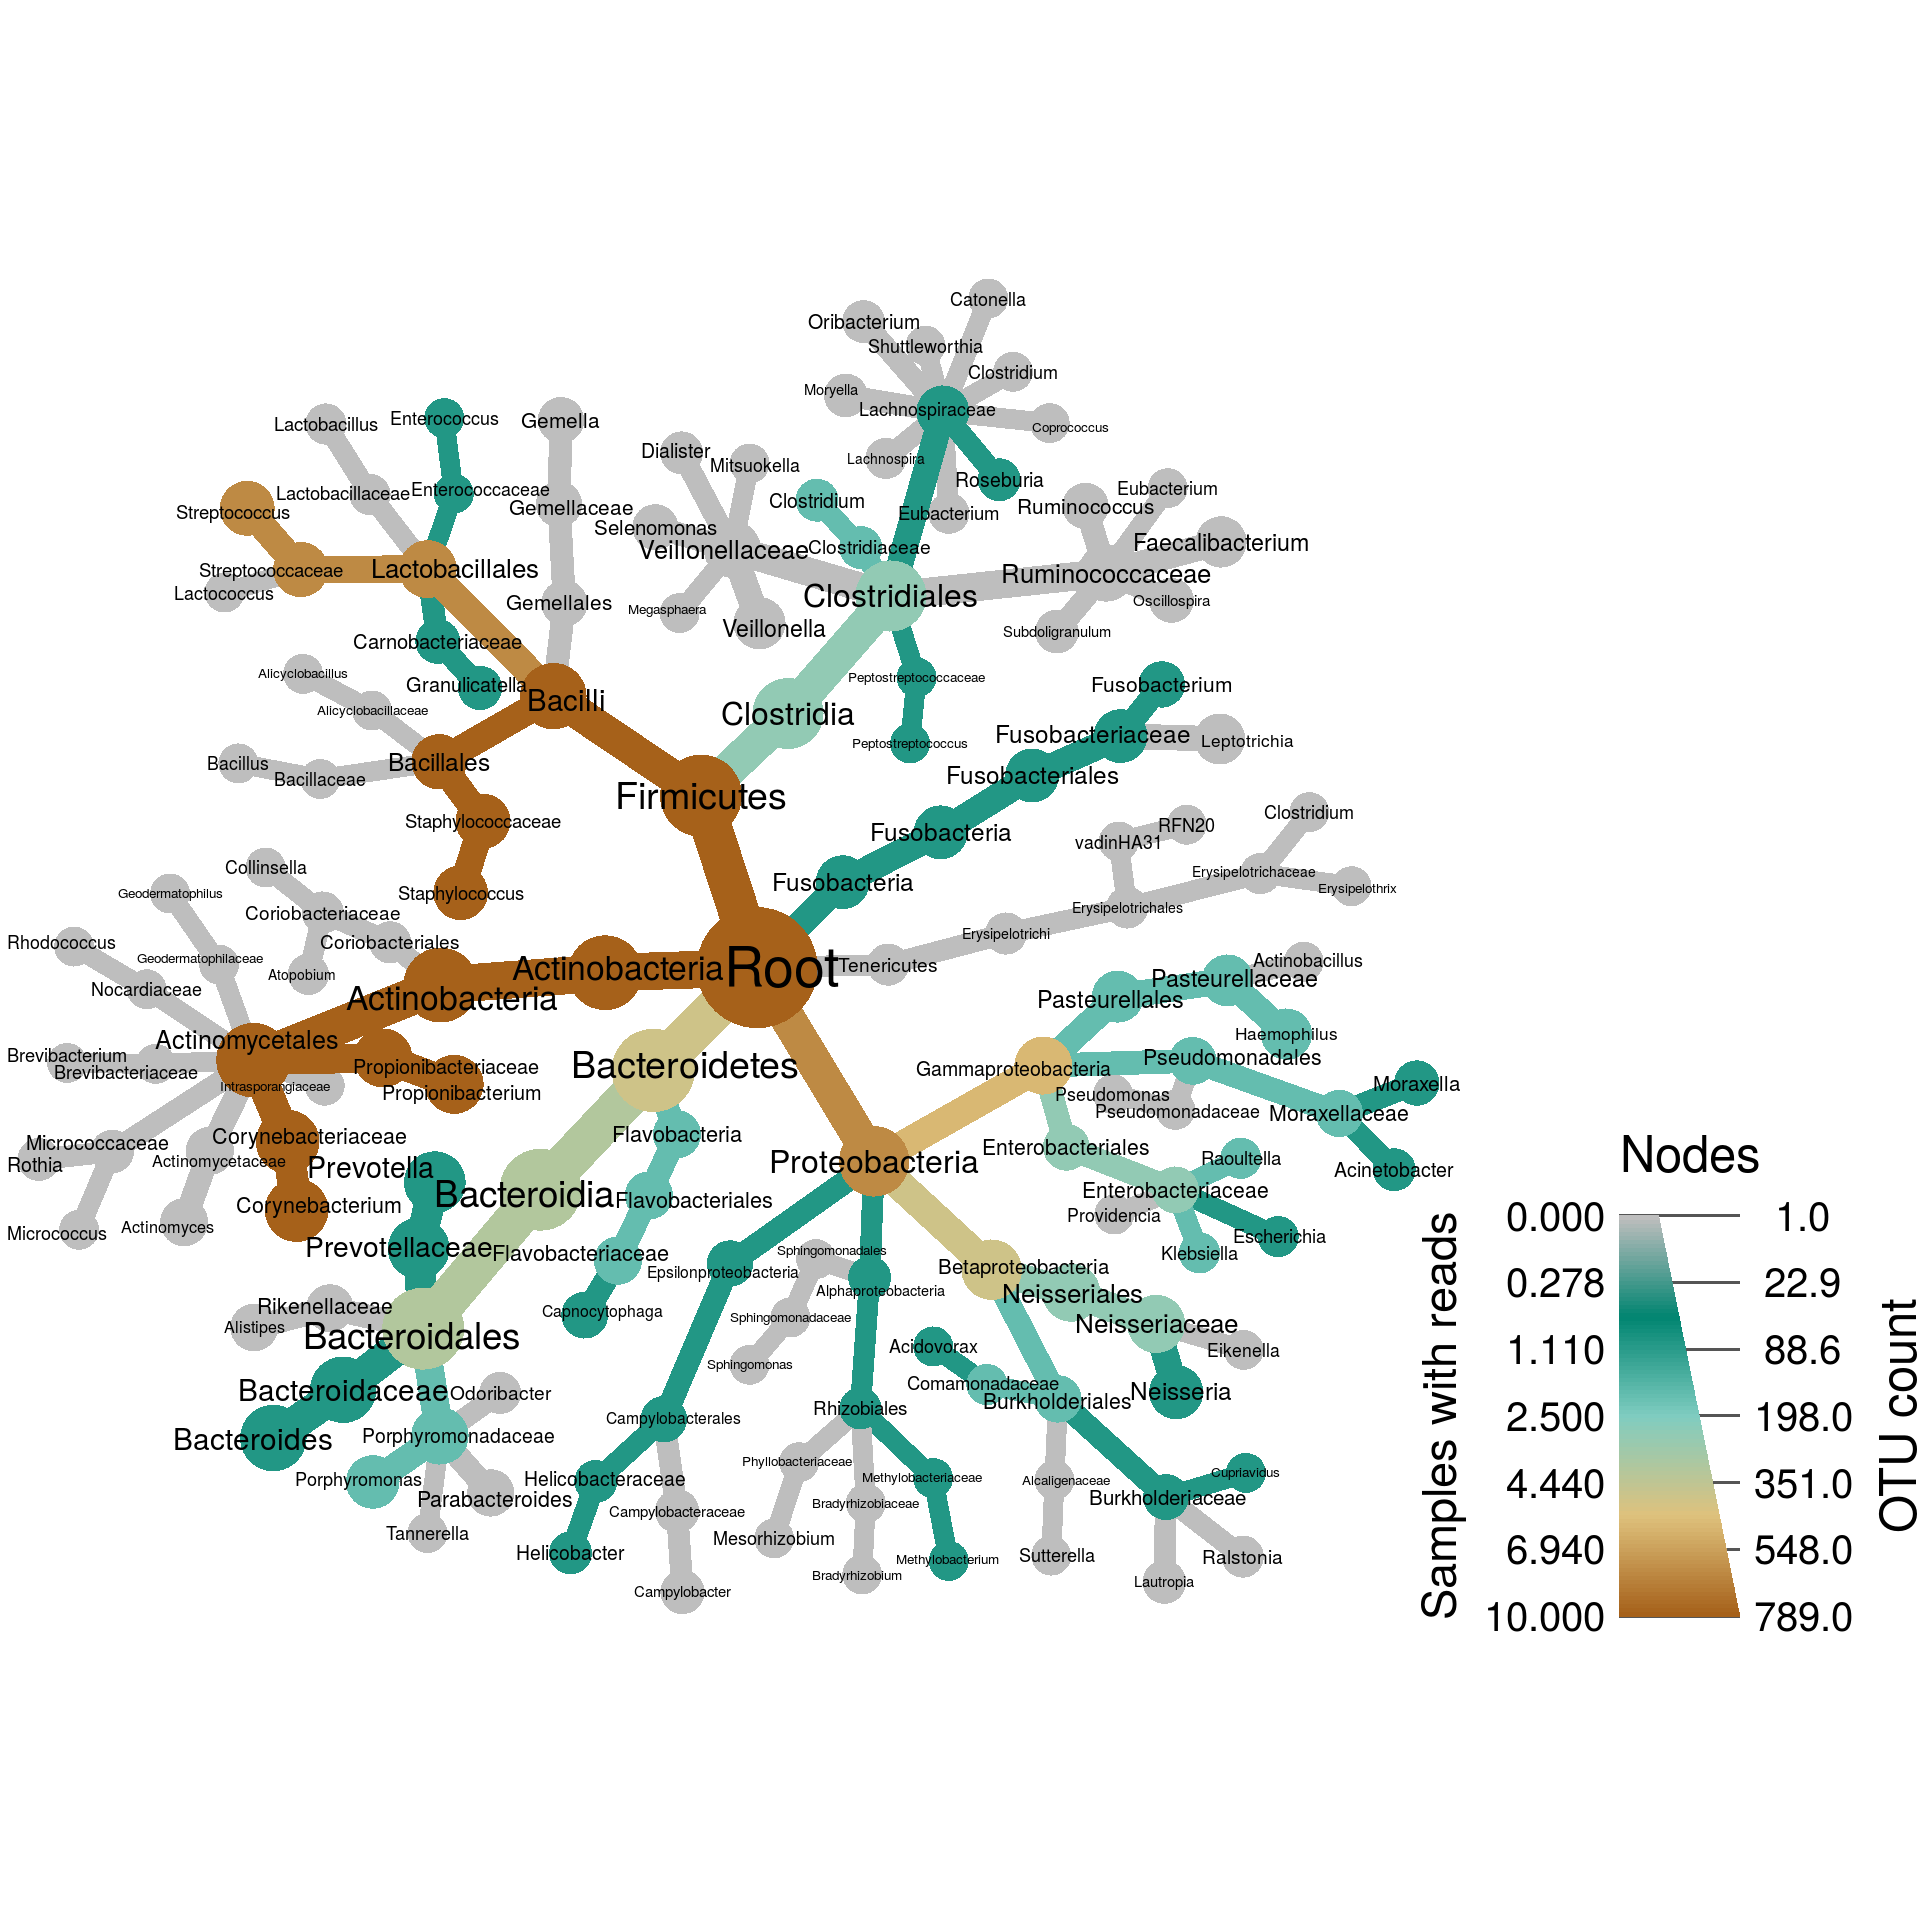 Catonella
Oribacterium
Shuttleworthia
Clostridium
Moryella
Lachnospiraceae
Coprococcus
Lachnospira
Roseburia
Eubacterium
Lactobacillus
Enterococcus
Gemella
Dialister
Mitsuokella
Lactobacillaceae
Enterococcaceae
Clostridium
Eubacterium
Streptococcus
Gemellaceae
Ruminococcus
Selenomonas
Veillonellaceae
Clostridiaceae
Faecalibacterium
Streptococcaceae
Lactobacillales
Ruminococcaceae
Lactococcus
Gemellales
Clostridiales
Megasphaera
Oscillospira
Veillonella
Subdoligranulum
Carnobacteriaceae
Alicyclobacillus
Peptostreptococcaceae
Granulicatella
Fusobacterium
Bacilli
Alicyclobacillaceae
Clostridia
Fusobacteriaceae
Leptotrichia
Peptostreptococcus
Bacillus
Bacillaceae
Bacillales
Fusobacteriales
Firmicutes
Staphylococcaceae
Fusobacteria
Clostridium
RFN20
vadinHA31
Collinsella
Erysipelotrichaceae
Geodermatophilus
Staphylococcus
Fusobacteria
Erysipelothrix
Coriobacteriaceae
Erysipelotrichales
Rhodococcus
Coriobacteriales
Erysipelotrichi
Geodermatophilaceae
Atopobium
Actinobacteria
Root
Tenericutes
Actinobacillus
Nocardiaceae
Actinobacteria
Pasteurellaceae
Pasteurellales
Actinomycetales
Haemophilus
Brevibacterium
Brevibacteriaceae
Propionibacteriaceae
Bacteroidetes
Gammaproteobacteria
Pseudomonadales
Intrasporangiaceae
Propionibacterium
Pseudomonas
Moraxella
Pseudomonadaceae
Moraxellaceae
Micrococcaceae
Corynebacteriaceae
Flavobacteria
Enterobacteriales
Rothia
Actinomycetaceae
Prevotella
Proteobacteria
Raoultella
Acinetobacter
Corynebacterium
Bacteroidia
Flavobacteriales
Enterobacteriaceae
Providencia
Micrococcus
Actinomyces
Escherichia
Prevotellaceae
Flavobacteriaceae
Sphingomonadales
Klebsiella
Epsilonproteobacteria
Betaproteobacteria
Alphaproteobacteria
Neisseriales
Rikenellaceae
Capnocytophaga
Sphingomonadaceae
Neisseriaceae
Alistipes
Bacteroidales
Acidovorax
Eikenella
Sphingomonas
Bacteroidaceae
Odoribacter
Comamonadaceae
Burkholderiales
Neisseria
Campylobacterales
Rhizobiales
Bacteroides
Porphyromonadaceae
Porphyromonas
Helicobacteraceae
Phyllobacteriaceae
Methylobacteriaceae
Alcaligenaceae
Cupriavidus
Parabacteroides
Campylobacteraceae
Bradyrhizobiaceae
Burkholderiaceae
Tannerella
Mesorhizobium
Helicobacter
Methylobacterium
Sutterella
Ralstonia
Campylobacter
Bradyrhizobium
Lautropia
Nodes
Samples with reads
OTU count
0.000 1.0
0.278 22.9
1.110 88.6
2.500 198.0
4.440 351.0
6.940 548.0
10.000 789.0